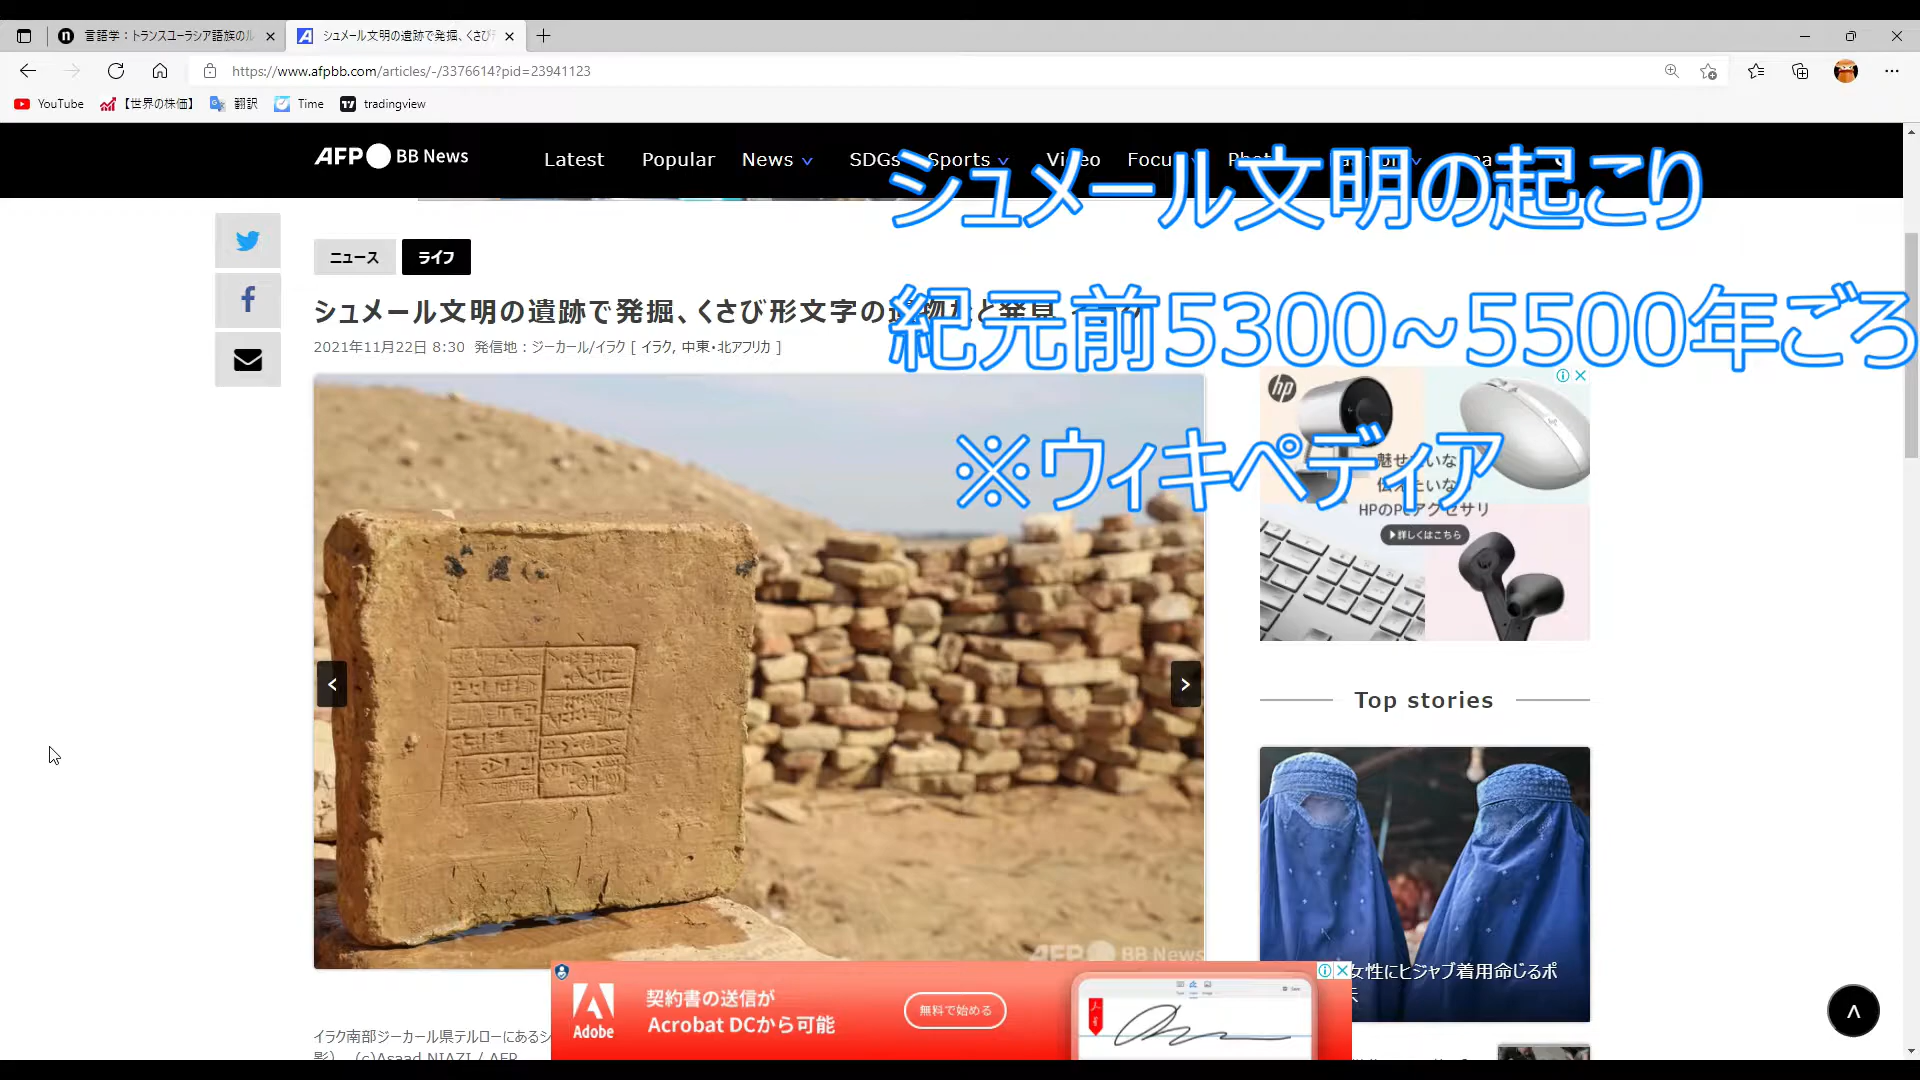 言語学：トランスユーラシア語族のル
シュメール文明の遺跡で発掘、くさび形
https://www.afpbb.com/articles/-/3376614?pid=23941123
YouTube
【世界の株価】
翻訳
Time
tradingview
AFP BB News
Latest
Popular
News
SDGs
Sports
Video
シュメール文明の起こり
紀元前5300~5500年ごろ
※ウィキペディア
ニュース
ライフ
シュメール文明の遺跡で発掘、くさび形文字の
2021年11月22日 8:30 発信地：ジーカール/イラク [ イラク, 中東・北アフリカ ]
hp
HPのPCアクセサリ
▶詳しくはこちら
AFP BB News
Top stories
女性にヒジャブ着用命じるポ
Adobe
契約書の送信が
Acrobat DCから可能
無料で始める
イラク南部ジーカール県テルローにあるシ
影） (c)Asaad NIAZI / AFP